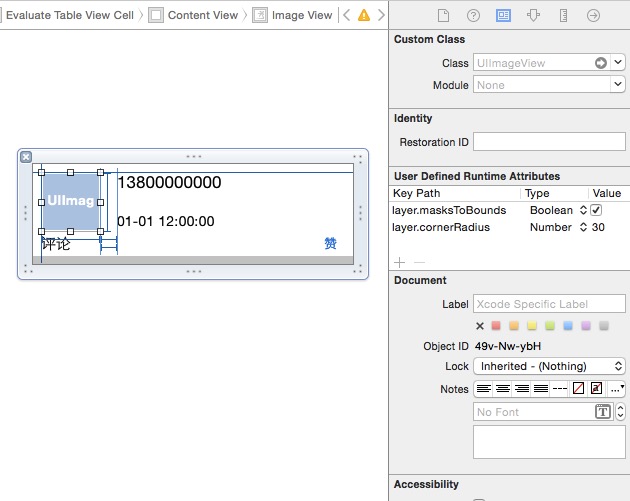 Evaluate Table View Cell Content View Image View
Custom Class
Class UIImageView
Module None
Identity
Restoration ID
User Defined Runtime Attributes
Key Path Type Value
layer.masksToBounds Boolean
layer.cornerRadius Number 30
Document
Label Xcode Specific Label
Object ID 49v-Nw-ybH
Lock Inherited - (Nothing)
Notes
No Font
Accessibility
UIImag
13800000000
01-01 12:00:00
评论
赞